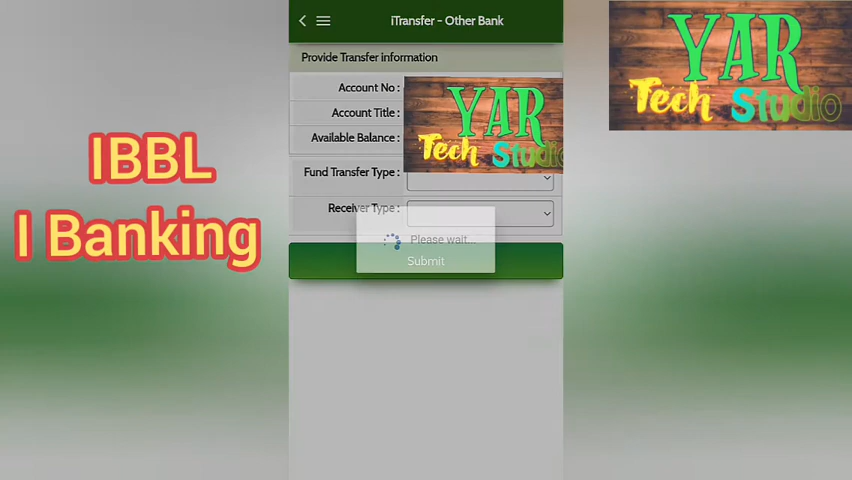 iTransfer - Other Bank
Provide Transfer information
Account No :
Account Title :
Available Balance :
Fund Transfer Type :
Receiver Type :
Please wait...
Submit
YAR
Tech Studio
IBBL
I Banking
YAR
Tech Studio